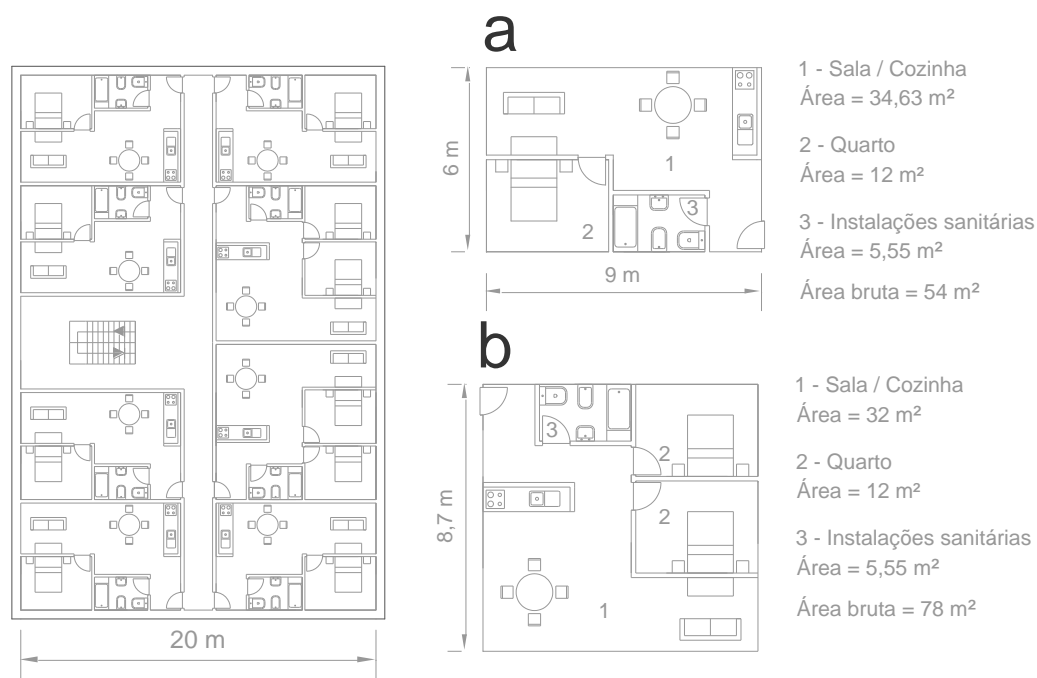 a
6 m
9 m
1
2
3
1 - Sala / Cozinha
Área = 34,63 m²
2 - Quarto
Área = 12 m²
3 - Instalações sanitárias
Área = 5,55 m²
Área bruta = 54 m²
20 m
b
8,7 m
3
2
2
1
1 - Sala / Cozinha
Área = 32 m²
2 - Quarto
Área = 12 m²
3 - Instalações sanitárias
Área = 5,55 m²
Área bruta = 78 m²